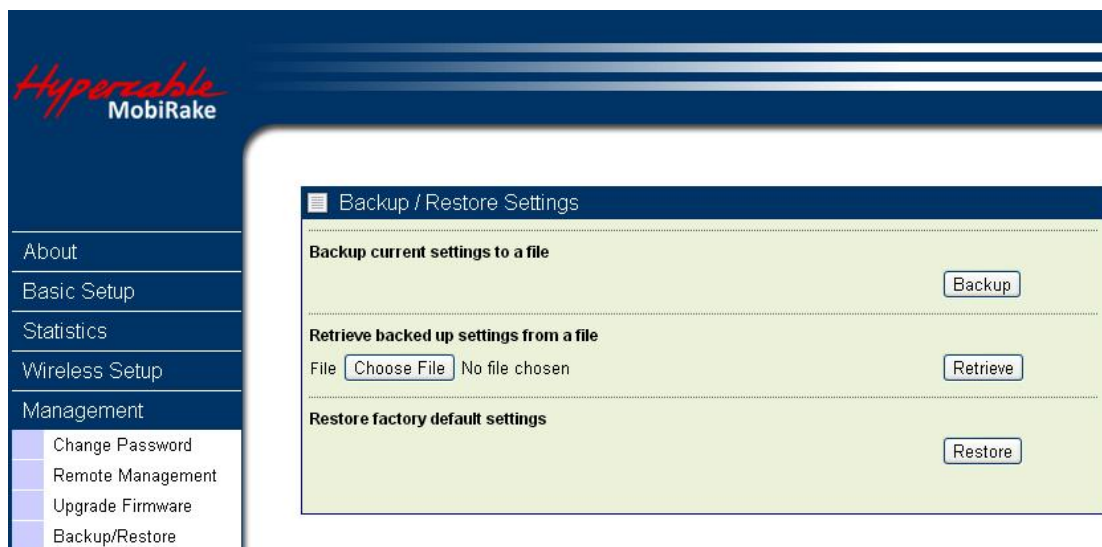 Hypercable
MobiRake
About
Basic Setup
Statistics
Wireless Setup
Management
Change Password
Remote Management
Upgrade Firmware
Backup/Restore
Backup / Restore Settings
Backup current settings to a file
Backup
Retrieve backed up settings from a file
File Choose File No file chosen Retrieve
Restore factory default settings
Restore